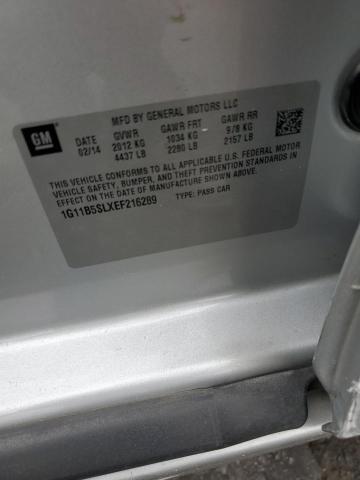 MFD BY GENERAL MOTORS LLC
GM DATE GVWR GAWR FRT GAWR RR
02/14 2012 KG 1034 KG 978 KG
4437 LB 2280 LB 2157 LB
THIS VEHICLE CONFORMS TO ALL APPLICABLE U.S. FEDERAL MOTOR
VEHICLE SAFETY, BUMPER, AND THEFT PREVENTION STANDARDS IN
EFFECT ON THE DATE OF MANUFACTURE SHOWN ABOVE.
1G11B5SLXEF216289 TYPE: PASS CAR